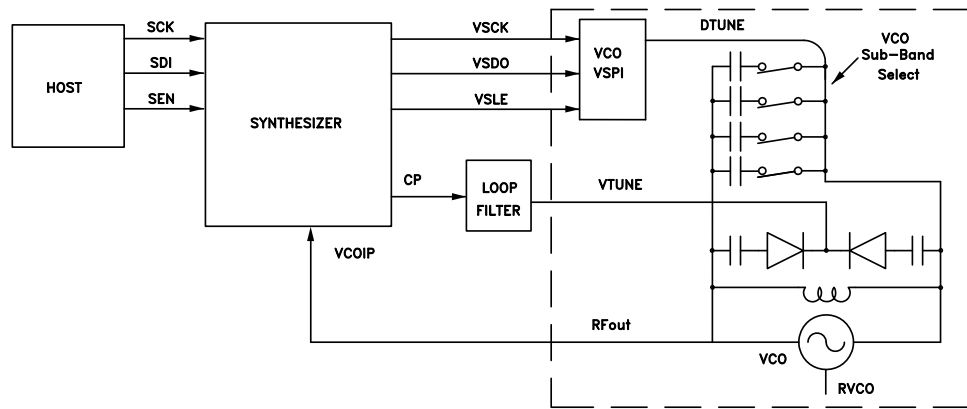 HOST
SCK
SDI
SEN
SYNTHESIZER
VSCK
VSDO
VSLE
VCO
VSPI
DTUNE
VCO
Sub-Band
Select
CP
LOOP
FILTER
VTUNE
VCOIP
RFout
VCO
RVCO